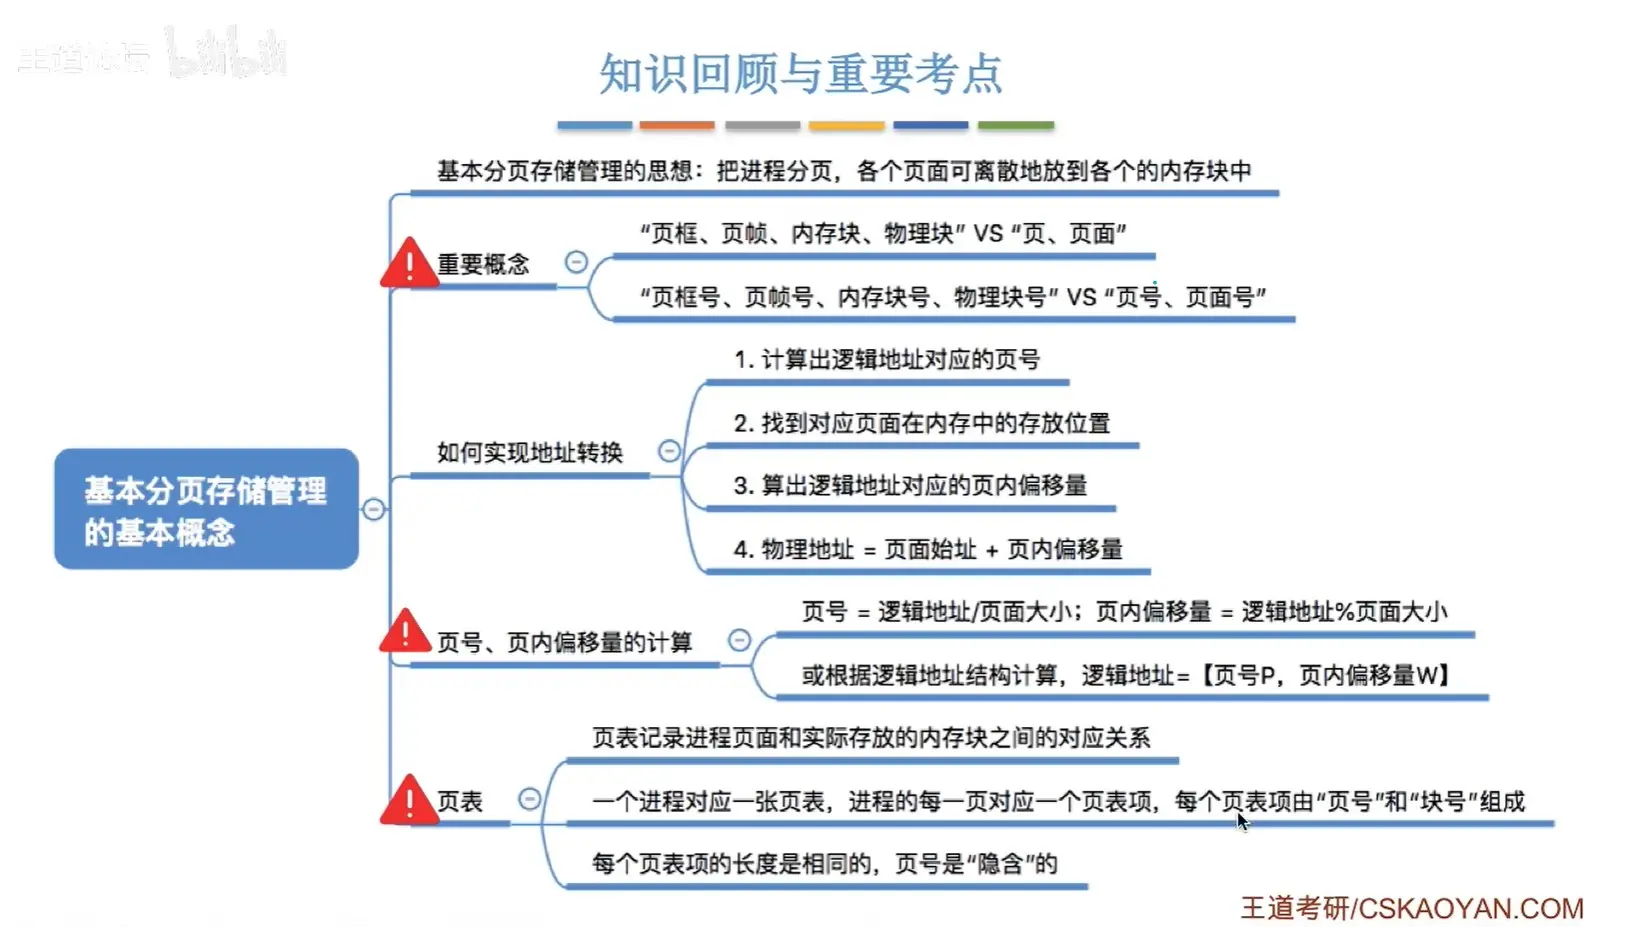 王道论坛 bilibili
知识回顾与重要考点
基本分页存储管理的思想：把进程分页，各个页面可离散地放到各个的内存块中
重要概念
“页框、页帧、内存块、物理块” VS “页、页面”
“页框号、页帧号、内存块号、物理块号” VS “页号、页面号”
基本分页存储管理
的基本概念
如何实现地址转换
1. 计算出逻辑地址对应的页号
2. 找到对应页面在内存中的存放位置
3. 算出逻辑地址对应的页内偏移量
4. 物理地址 = 页面始址 + 页内偏移量
页号、页内偏移量的计算
页号 = 逻辑地址/页面大小；页内偏移量 = 逻辑地址%页面大小
或根据逻辑地址结构计算，逻辑地址=【页号P，页内偏移量W】
页表
页表记录进程页面和实际存放的内存块之间的对应关系
一个进程对应一张页表，进程的每一页对应一个页表项，每个页表项由“页号”和“块号”组成
每个页表项的长度是相同的，页号是“隐含”的
王道考研/CSKAOYAN.COM